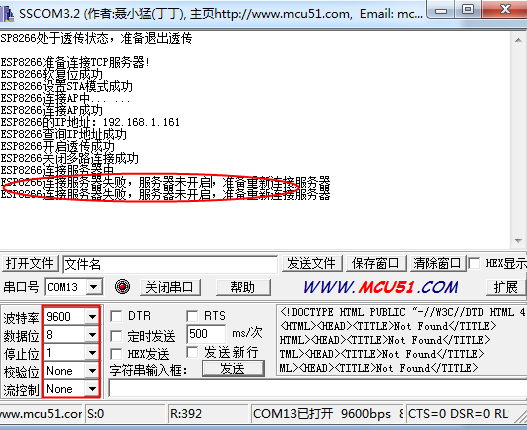 SSCOM3.2 (作者:聂小猛(丁丁), 主页http://www.mcu51.com, Email: mc...
SP8266处于透传状态，准备退出透传
ESP8266准备连接TCP服务器!
ESP8266软复位成功
ESP8266设置STA模式成功
ESP8266连接AP中... ...
ESP8266连接AP成功
ESP8266的IP地址: 192.168.1.161
ESP8266查询IP地址成功
ESP8266开启透传成功
ESP8266关闭多路连接成功
ESP8266连接服务器中
ESP8266连接服务器失败，服务器未开启，准备重新连接服务器
ESP8266连接服务器失败，服务器未开启，准备重新连接服务器
打开文件 文件名 发送文件 保存窗口 清除窗口 HEX显示
串口号 COM13 关闭串口 帮助 WWW.MCU51.COM 扩展
波特率 9600 DTR RTS
数据位 8 定时发送 500 ms/次
停止位 1 HEX发送 发送新行
校验位 None 字符串输入框: 发送
流控制 None
<!DOCTYPE HTML PUBLIC "-//W3C//DTD HTML 4
<HTML><HEAD><TITLE>Not Found</TITLE>
HTML><HEAD><TITLE>Not Found</TITLE>
TML><HEAD><TITLE>Not Found</TITLE>
ML><HEAD><TITLE>Not Found</TITLE>
www.mcu51.cor S:0 R:392 COM13已打开 9600bps 8 CTS=0 DSR=0 RL